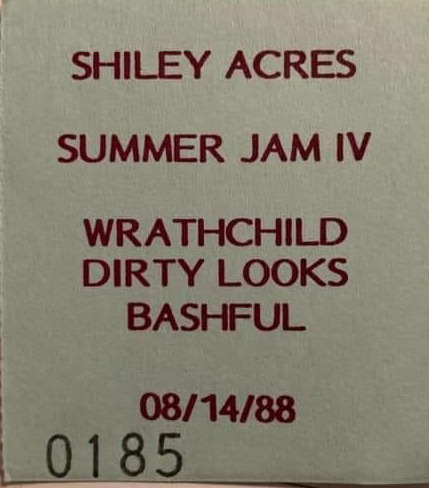 SHILEY ACRES
SUMMER JAM IV
WRATHCHILD
DIRTY LOOKS
BASHFUL
08/14/88
0185